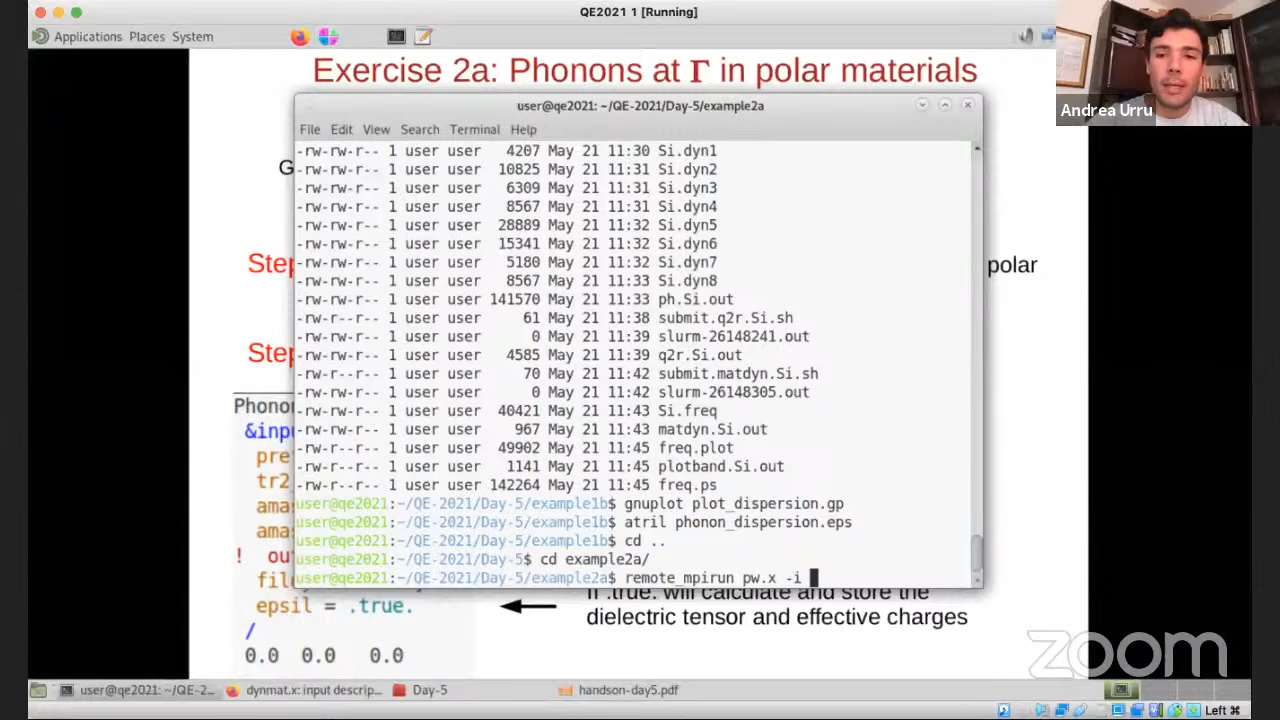 QE2021 1 [Running]
Applications Places System
Exercise 2a: Phonons at Γ in polar materials
Andrea Urru
user@qe2021: ~/QE-2021/Day-5/example2a
File Edit View Search Terminal Help
G
-rw-rw-r-- 1 user user 4207 May 21 11:30 Si.dyn1
-rw-rw-r-- 1 user user 10825 May 21 11:31 Si.dyn2
-rw-rw-r-- 1 user user 6309 May 21 11:31 Si.dyn3
-rw-rw-r-- 1 user user 8567 May 21 11:31 Si.dyn4
-rw-rw-r-- 1 user user 28889 May 21 11:32 Si.dyn5
-rw-rw-r-- 1 user user 15341 May 21 11:32 Si.dyn6
-rw-rw-r-- 1 user user 5180 May 21 11:32 Si.dyn7
-rw-rw-r-- 1 user user 8567 May 21 11:33 Si.dyn8
-rw-rw-r-- 1 user user 141570 May 21 11:33 ph.Si.out
-rw-r--r-- 1 user user 61 May 21 11:38 submit.q2r.Si.sh
-rw-rw-r-- 1 user user 0 May 21 11:39 slurm-26148241.out
-rw-rw-r-- 1 user user 4585 May 21 11:39 q2r.Si.out
-rw-r--r-- 1 user user 70 May 21 11:42 submit.matdyn.Si.sh
-rw-rw-r-- 1 user user 0 May 21 11:42 slurm-26148305.out
-rw-rw-r-- 1 user user 40421 May 21 11:43 Si.freq
-rw-rw-r-- 1 user user 967 May 21 11:43 matdyn.Si.out
-rw-r--r-- 1 user user 49902 May 21 11:45 freq.plot
-rw-rw-r-- 1 user user 1141 May 21 11:45 plotband.Si.out
-rw-r--r-- 1 user user 142264 May 21 11:45 freq.ps
user@qe2021:~/QE-2021/Day-5/example1b$ gnuplot plot_dispersion.gp
user@qe2021:~/QE-2021/Day-5/example1b$ atril phonon_dispersion.eps
user@qe2021:~/QE-2021/Day-5/example1b$ cd ..
user@qe2021:~/QE-2021/Day-5$ cd example2a/
user@qe2021:~/QE-2021/Day-5/example2a$ remote_mpirun pw.x -i
Step
polar
Step
Phonon
&inpu
pre
tr2
amas
amas
! ou
fil
epsil = .true.
/
0.0 0.0 0.0
If .true. will calculate and store the
dielectric tensor and effective charges
zoom
user@qe2021: ~/QE-2... dynmat.x: input descrip... Day-5 handson-day5.pdf
Left ⌘